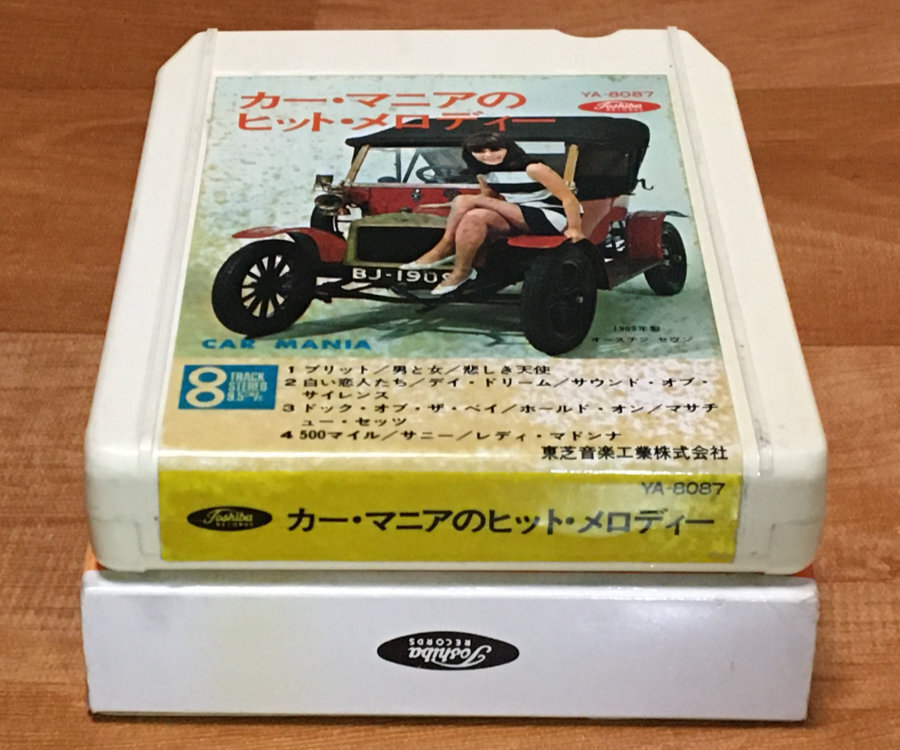 カー・マニアの
ヒット・メロディー
YA-8087
Toshiba
RECORDS
BJ-1909
1909年製
オースチン セヴン
CAR MANIA
8 TRACK
STEREO
1 ブリット／男と女／悲しき天使
2 白い恋人たち／デイ・ドリーム／サウンド・オブ・
サイレンス
3 ドック・オブ・ザ・ベイ／ホールド・オン／マサチ
ュー・セッツ
4 500マイル／サニー／レディ・マドンナ
東芝音楽工業株式会社
YA-8087
Toshiba
RECORDS
カー・マニアのヒット・メロディー
Toshiba
RECORDS